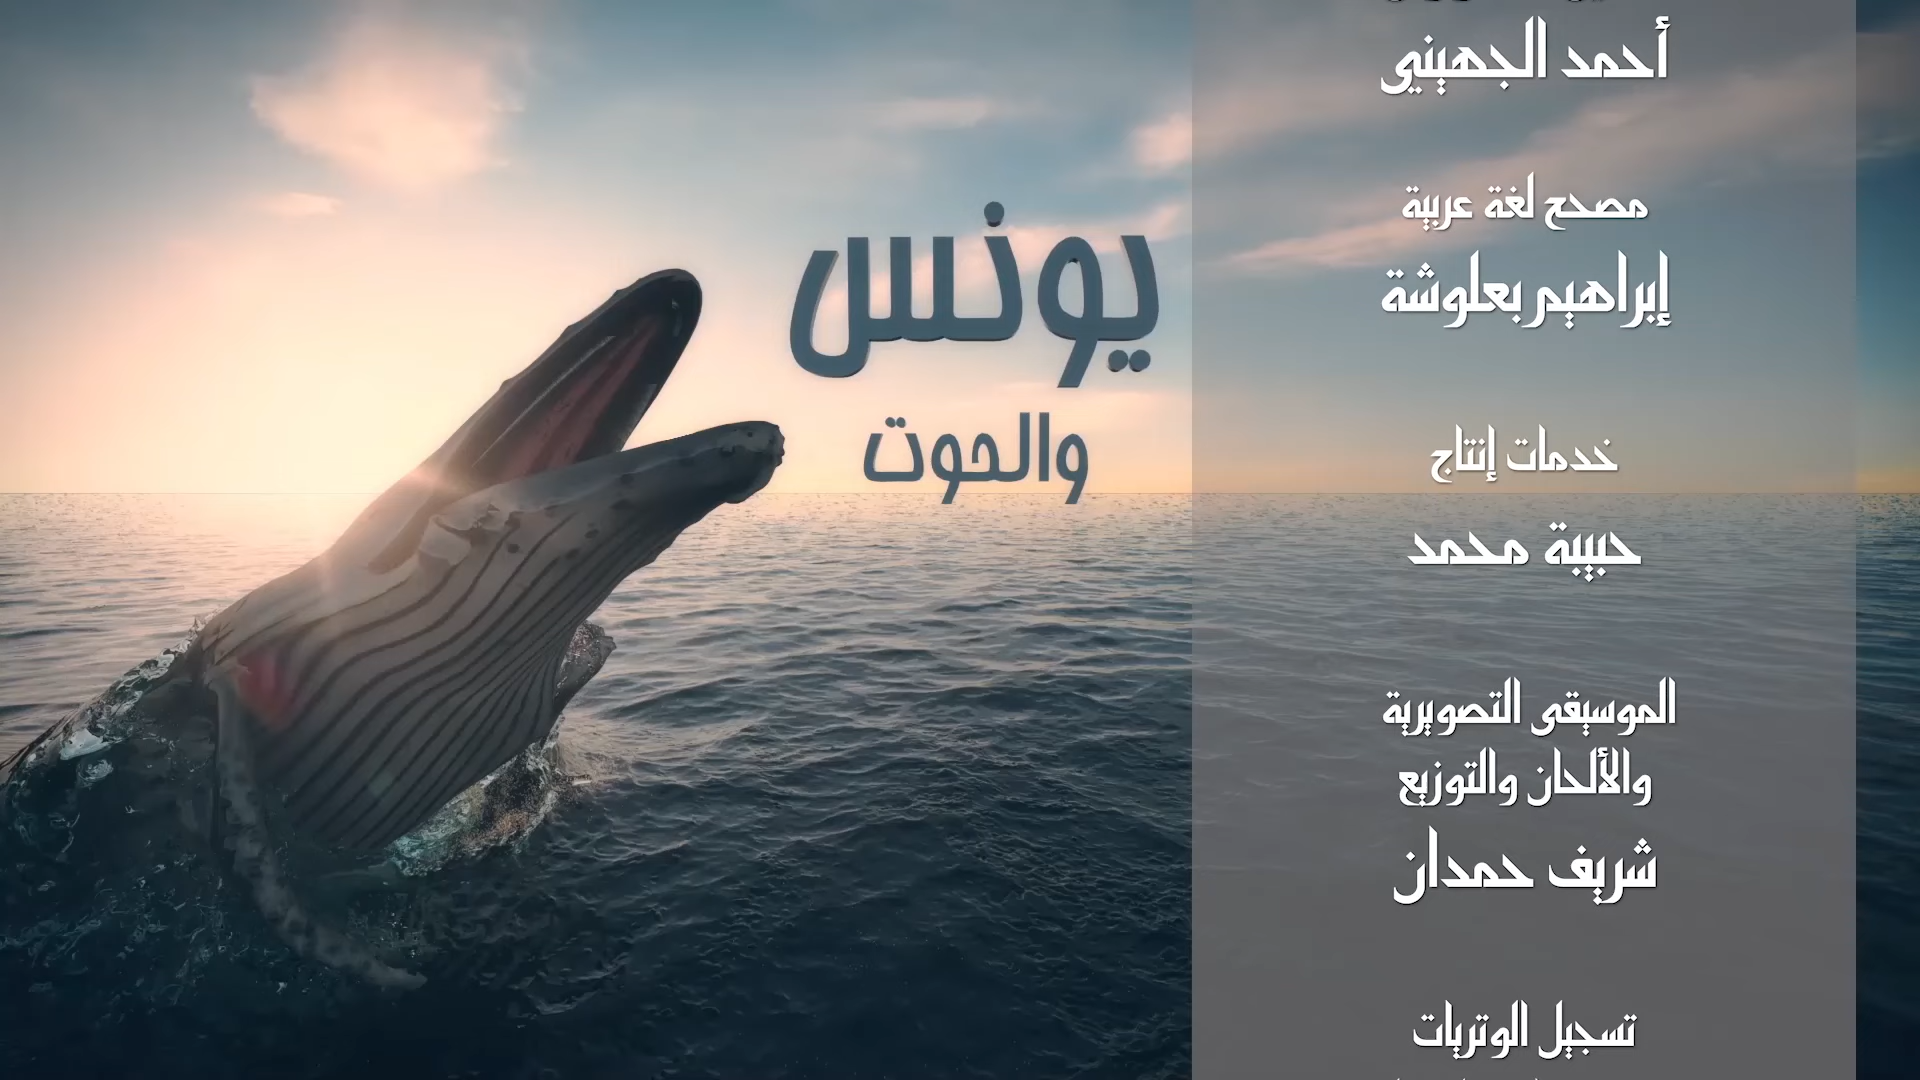 يونس
والحوت
أحمد الجهيني
مصحح لغة عربية
إبراهيم بعلوشة
خدمات إنتاج
حبيبة محمد
الموسيقى التصويرية
والألحان والتوزيع
شريف حمدان
تسجيل الوتريات